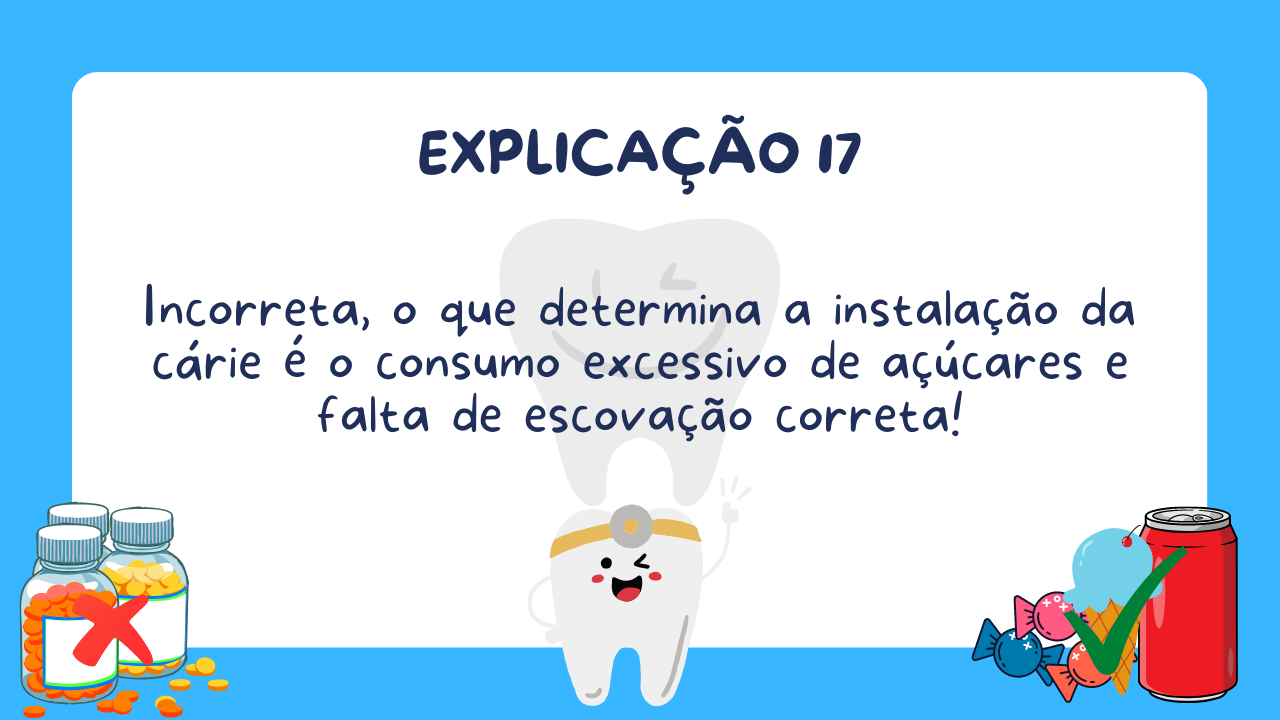 EXPLICAÇÃO 17
Incorreta, o que determina a instalação da
cárie é o consumo excessivo de açúcares e
falta de escovação correta!